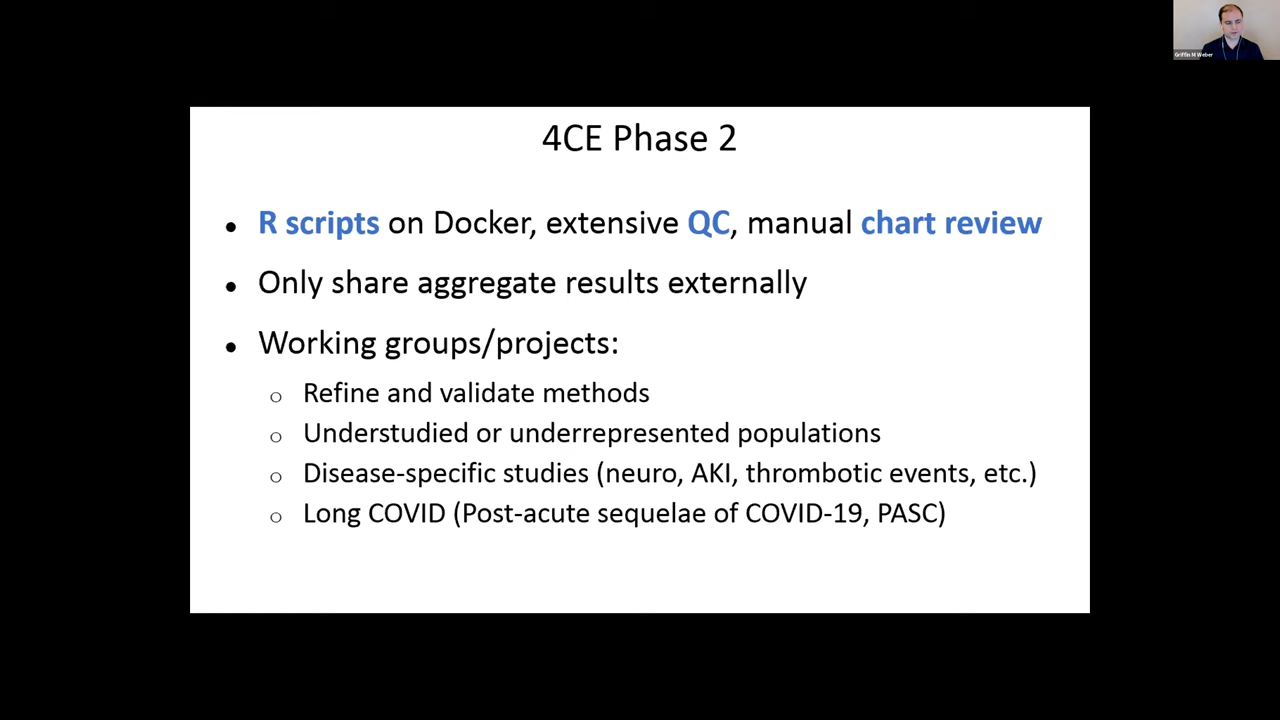 Griffin M Weber
4CE Phase 2
• R scripts on Docker, extensive QC, manual chart review
• Only share aggregate results externally
• Working groups/projects:
o Refine and validate methods
o Understudied or underrepresented populations
o Disease-specific studies (neuro, AKI, thrombotic events, etc.)
o Long COVID (Post-acute sequelae of COVID-19, PASC)